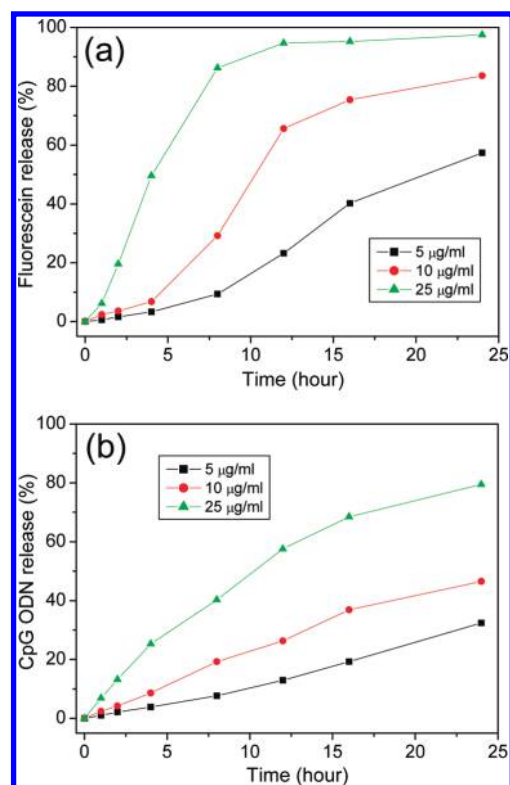 (a)
100
80
60
40
20
0
Fluorescein release (%)
5 μg/ml
10 μg/ml
25 μg/ml
0 5 10 15 20 25
Time (hour)
(b)
100
80
60
40
20
0
CpG ODN release (%)
5 μg/ml
10 μg/ml
25 μg/ml
0 5 10 15 20 25
Time (hour)